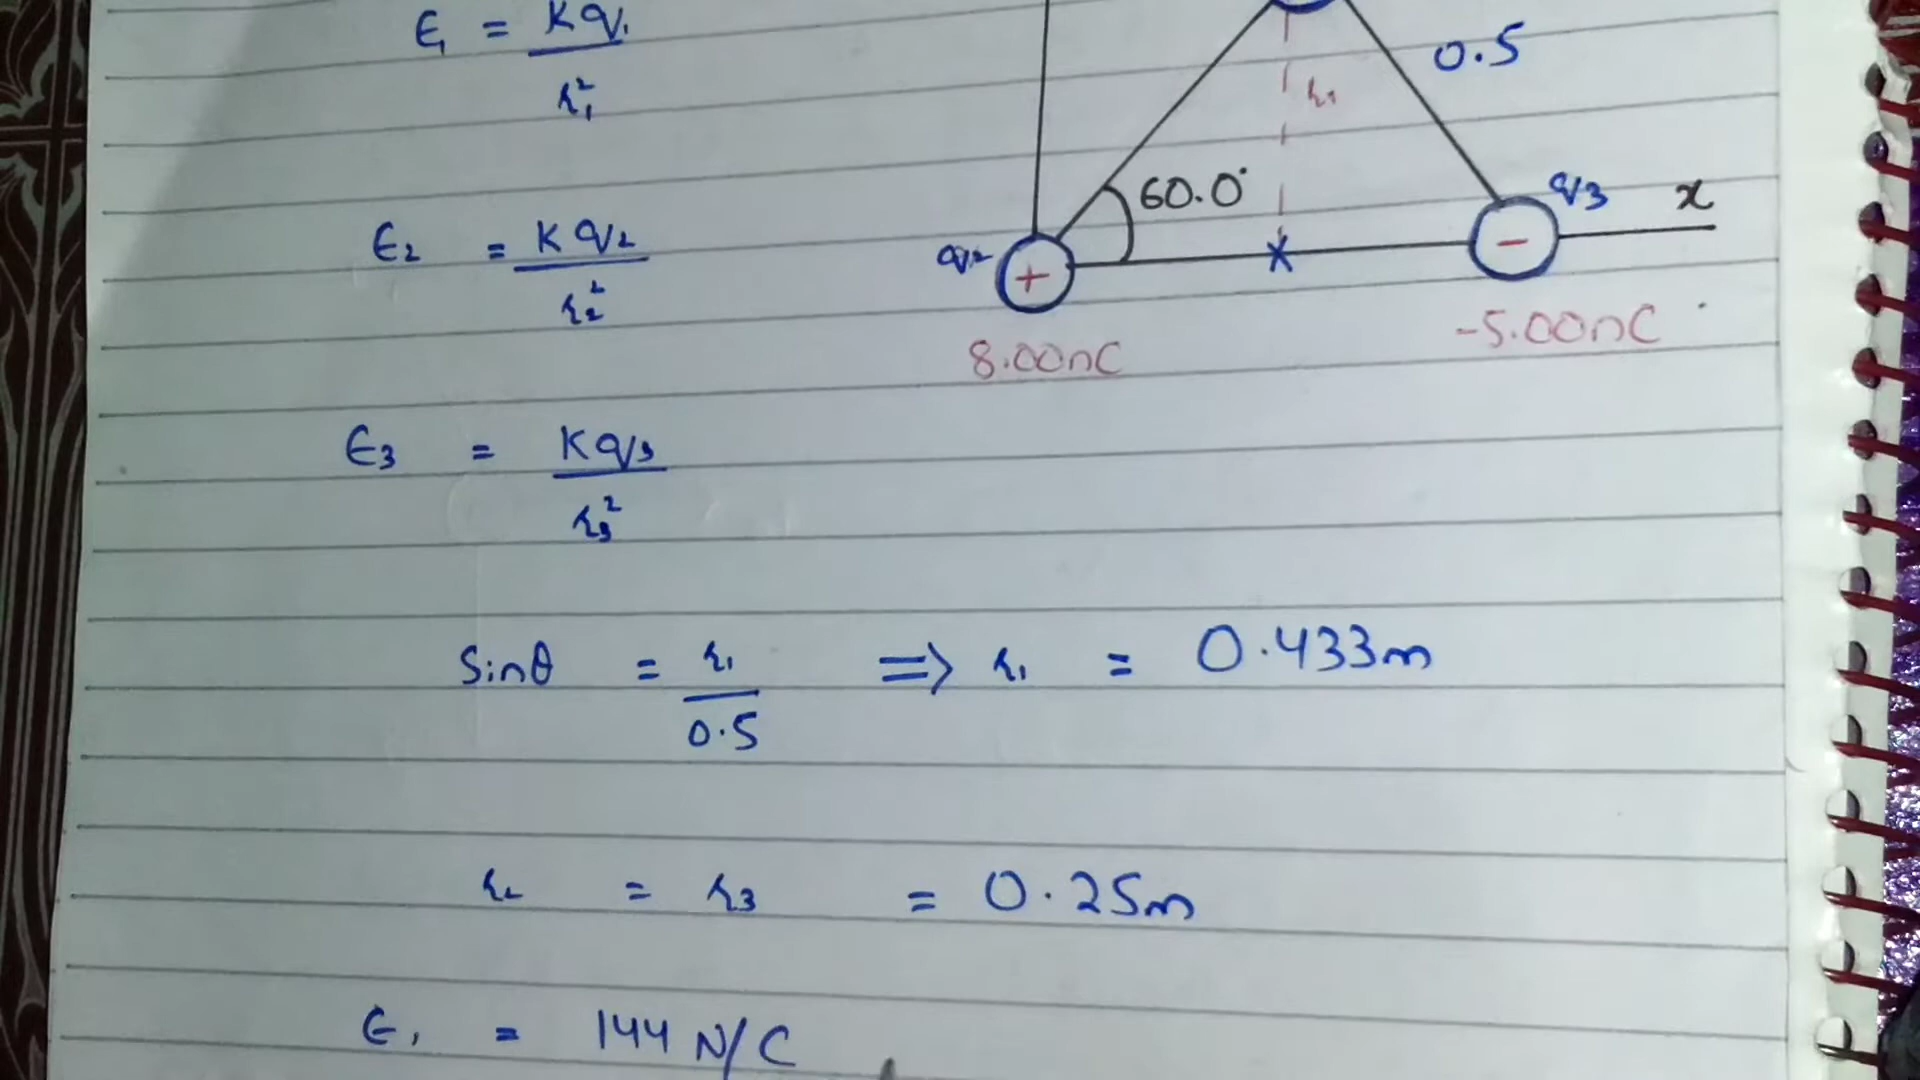 E₁ = Kq₁ / r₁²
0.5
r₁
60.0°
q₃
x
q₂
+
-
E₂ = Kq₂ / r₂²
8.00nC
-5.00nC
E₃ = Kq₃ / r₃²
Sinθ = r₁ / 0.5 => r₁ = 0.433m
r₂ = r₃ = 0.25m
E₁ = 144 N/C